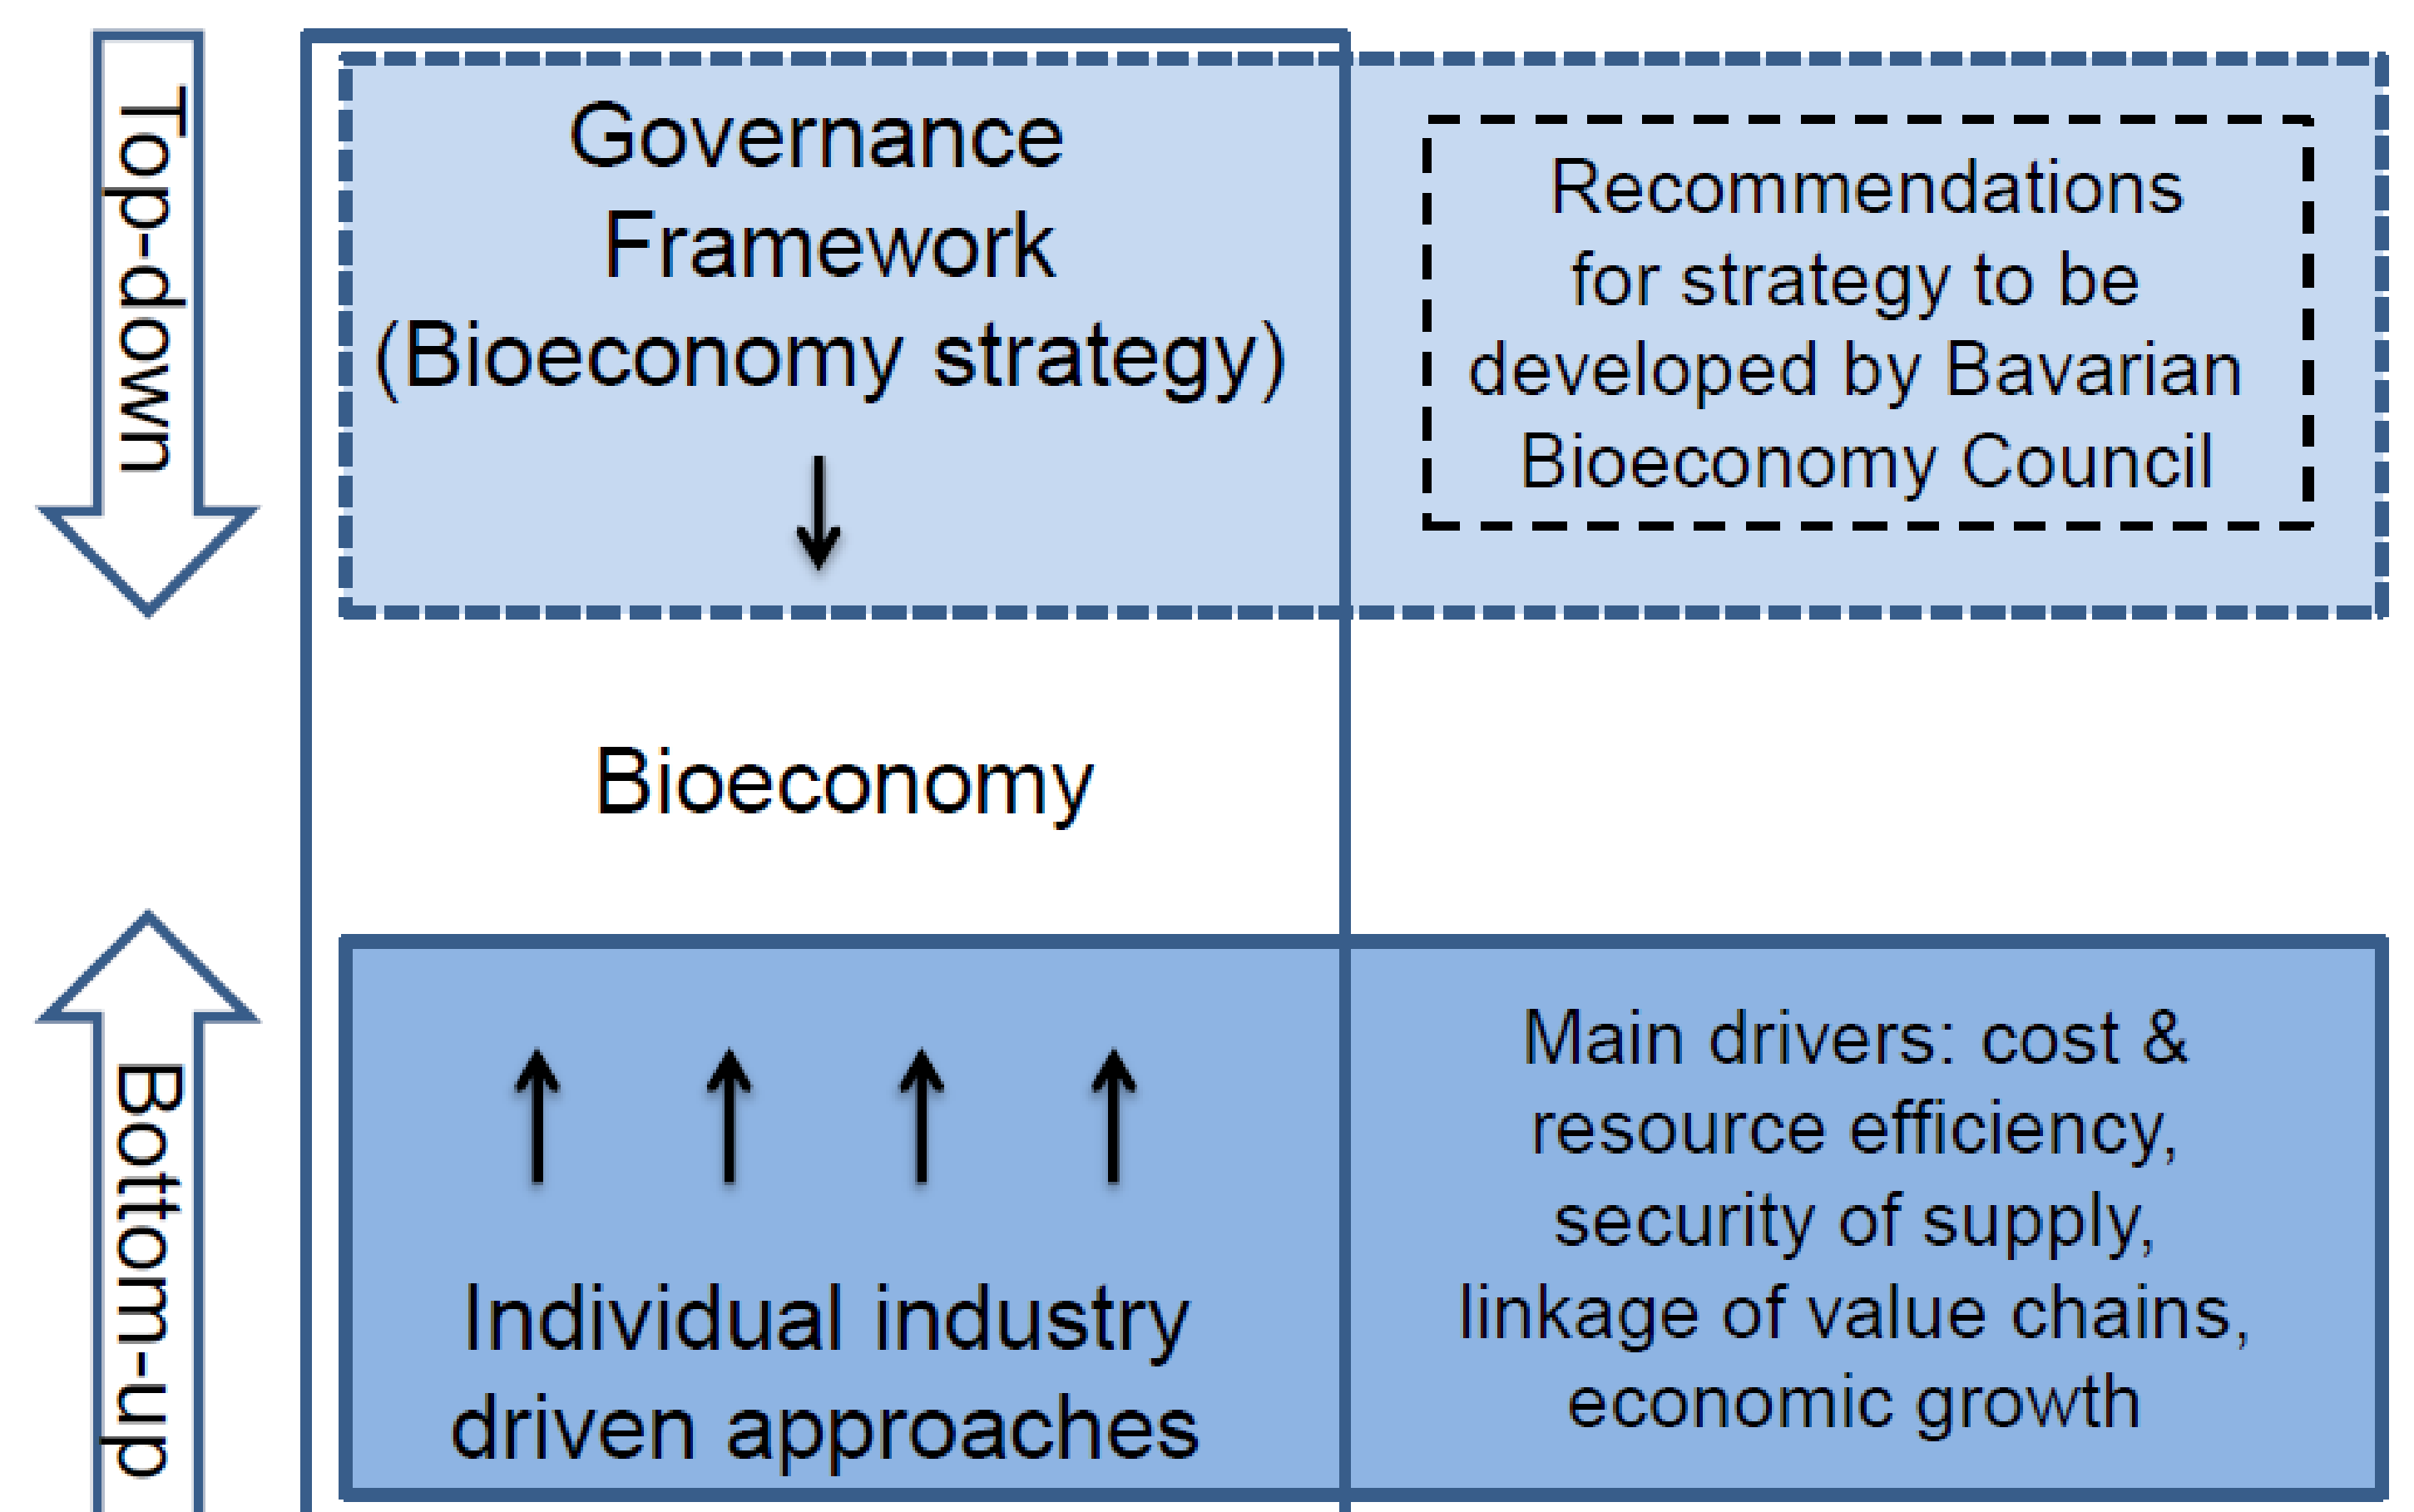 Top-down
Governance
Framework
(Bioeconomy strategy)
Recommendations
for strategy to be
developed by Bavarian
Bioeconomy Council
Bioeconomy
Bottom-up
Individual industry
driven approaches
Main drivers: cost &
resource efficiency,
security of supply,
linkage of value chains,
economic growth